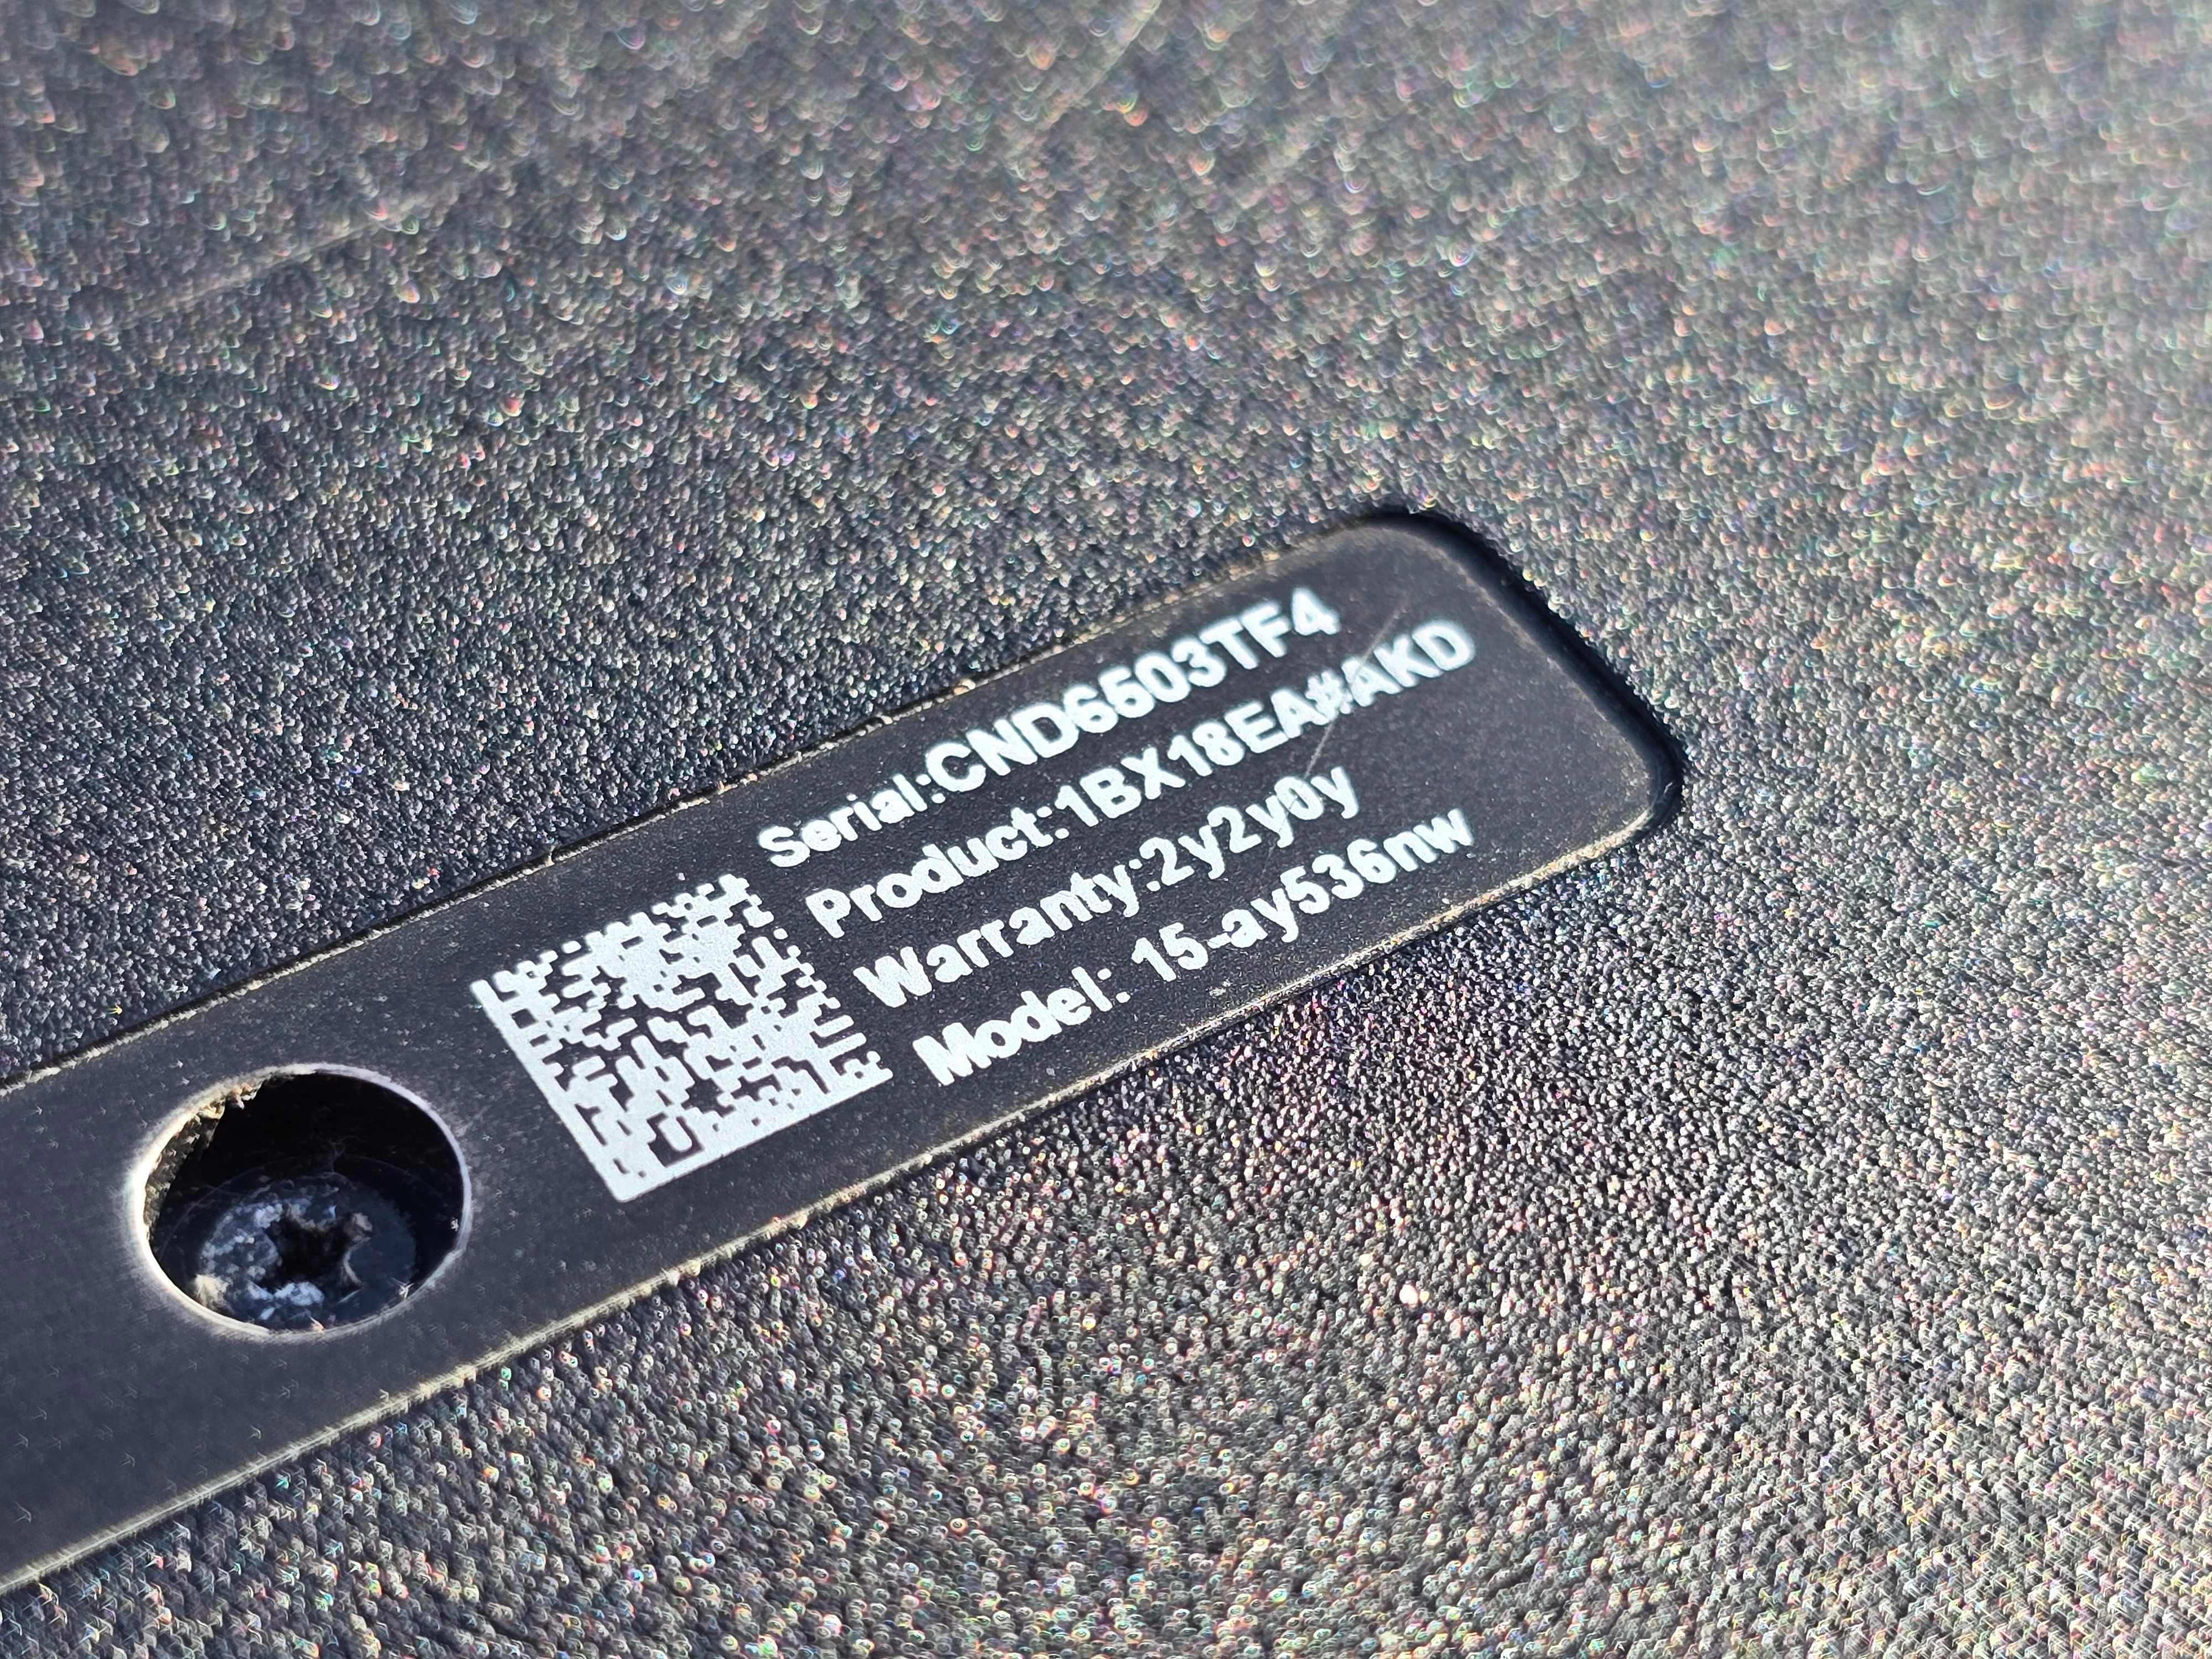 Serial:CND6503TF4
Product:1BX18EA#AKD
Warranty:2y2y0y
Model: 15-ay536nw